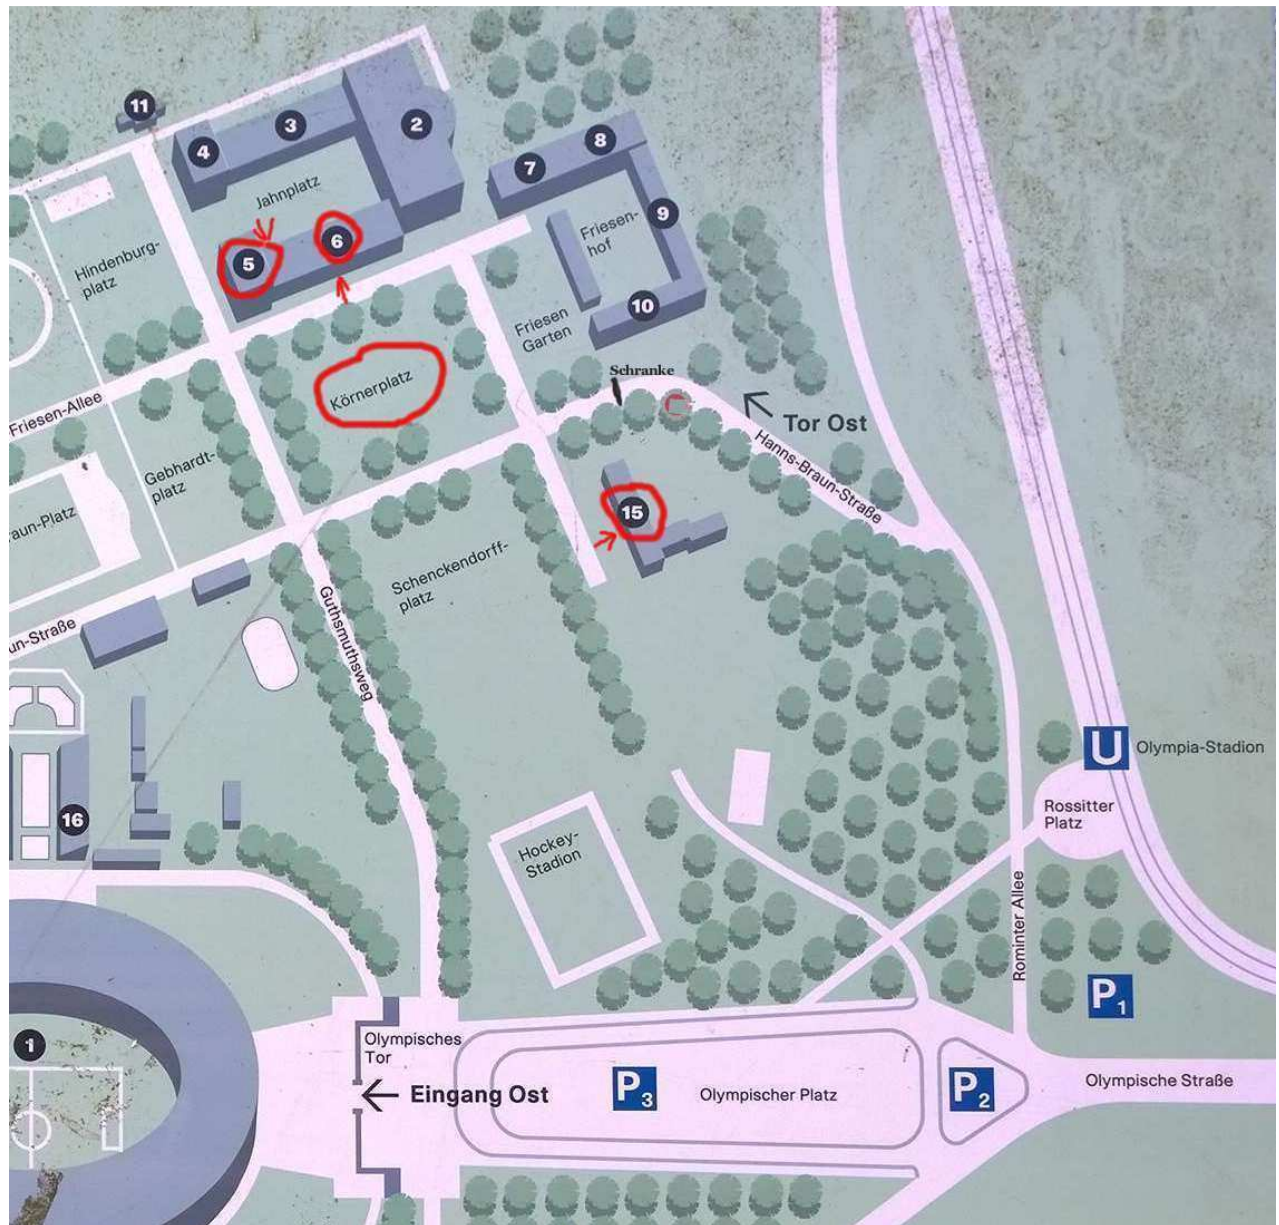 11
3
2
4
Jahnplatz
7
8
9
Friesen-
hof
6
5
Hindenburg-
platz
10
Friesen
Garten
Schranke
Körnerplatz
Tor Ost
Friesen-Allee
Gebhardt-
platz
Hanns-Braun-Straße
15
aun-Platz
Schenckendorff-
platz
un-Straße
Guthsmuthsweg
U
Olympia-Stadion
Rossitter
Platz
16
Hockey-
Stadion
Rominter Allee
P1
1
Olympisches
Tor
Eingang Ost
P3
Olympischer Platz
P2
Olympische Straße